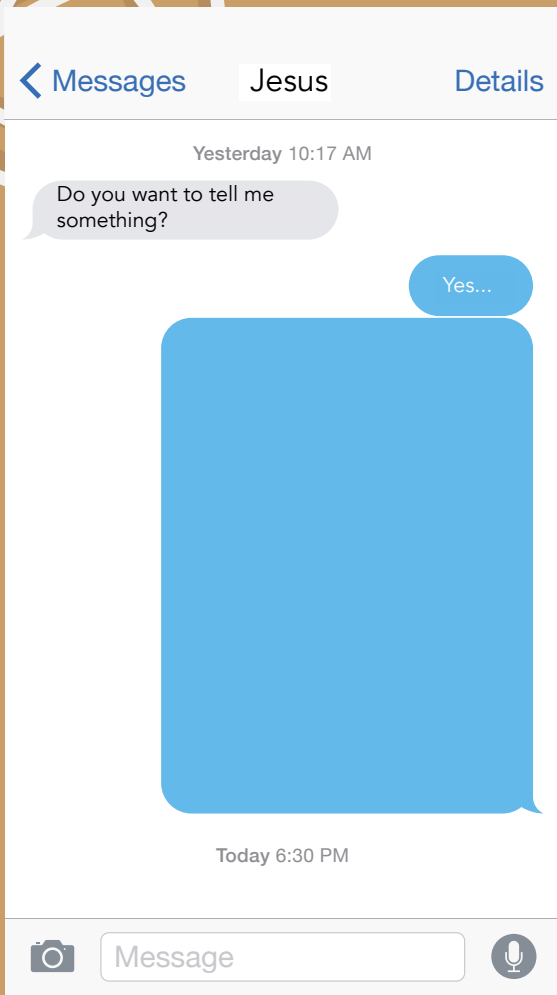 Messages Jesus Details
Yesterday 10:17 AM
Do you want to tell me
something?
Yes...
Today 6:30 PM
Message